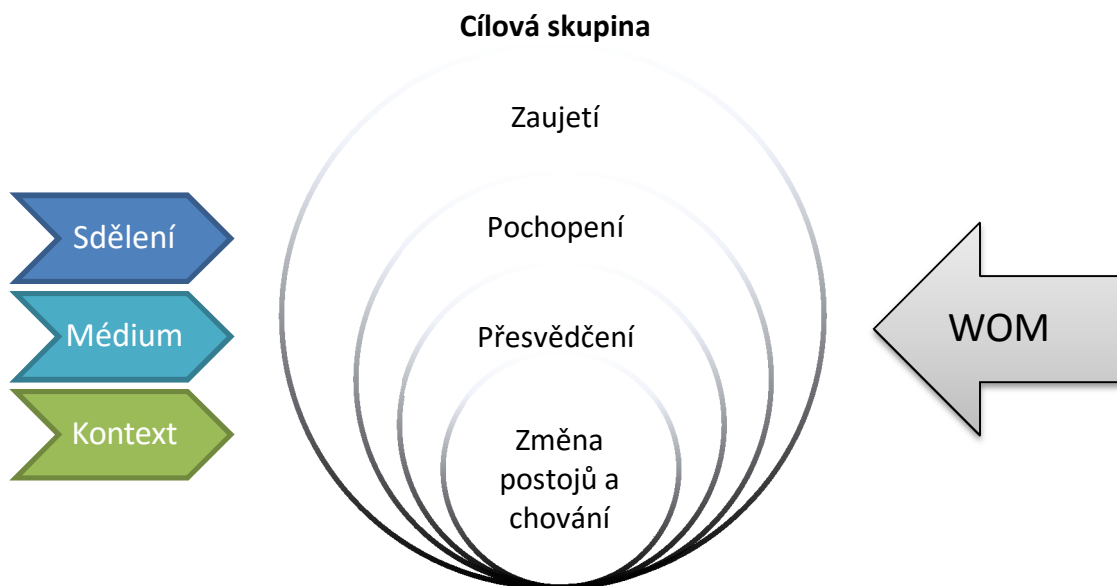 Cílová skupina
Zaujetí
Pochopení
Přesvědčení
Změna
postojů a
chování
Sdělení
Médium
Kontext
WOM